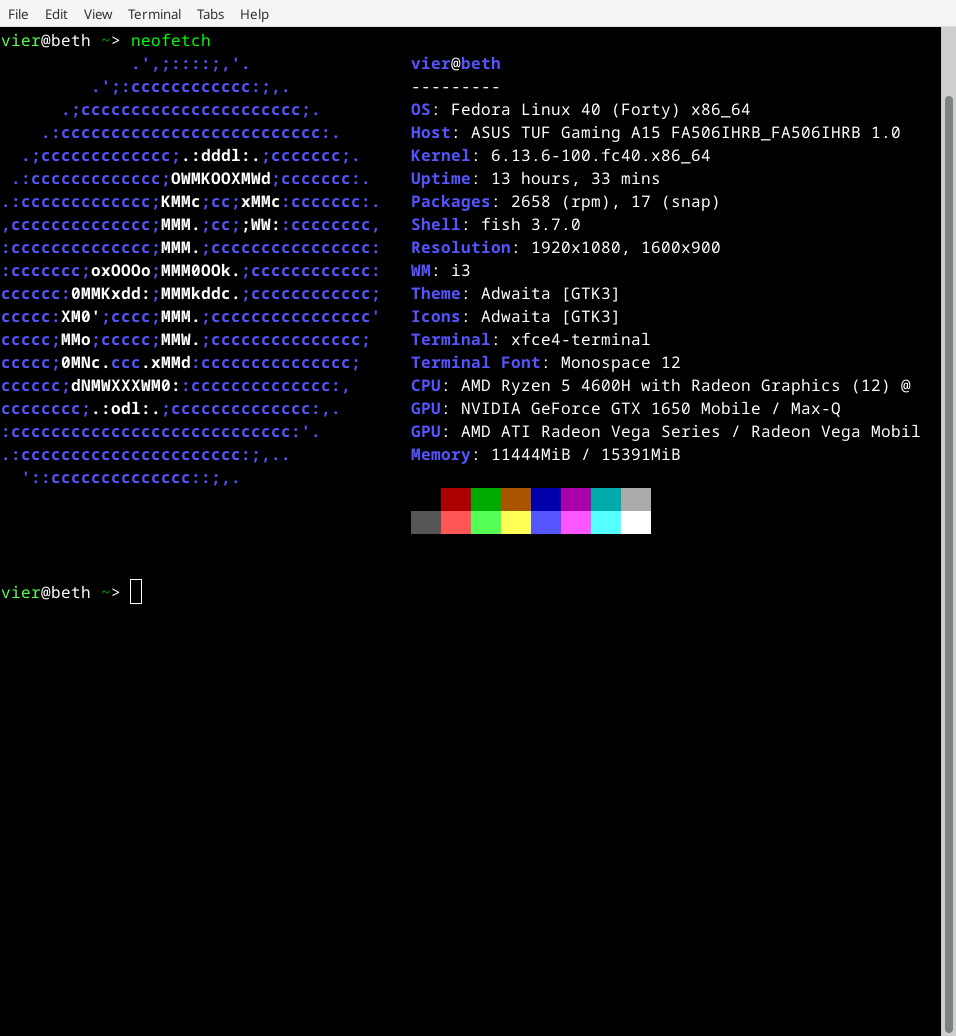 File Edit View Terminal Tabs Help
vier@beth ~> neofetch
             .',;::::;,'.                vier@beth
         .';:cccccccccccc:;,.            ---------
      .;cccccccccccccccccccccc;.         OS: Fedora Linux 40 (Forty) x86_64
    .:cccccccccccccccccccccccccc:.       Host: ASUS TUF Gaming A15 FA506IHRB_FA506IHRB 1.0
  .;ccccccccccccc;.:dddl:.;ccccccc;.     Kernel: 6.13.6-100.fc40.x86_64
 .:ccccccccccccc;OWMKOOXMWd;ccccccc:.    Uptime: 13 hours, 33 mins
.:ccccccccccccc;KMMc;cc;xMMc:ccccccc:.   Packages: 2658 (rpm), 17 (snap)
,cccccccccccccc;MMM.;cc;;WW::cccccccc,   Shell: fish 3.7.0
:cccccccccccccc;MMM.;cccccccccccccccc:   Resolution: 1920x1080, 1600x900
:ccccccc;oxOOOo;MMM0OOk.;cccccccccccc:   WM: i3
cccccc:0MMKxdd:;MMMkddc.;cccccccccccc;   Theme: Adwaita [GTK3]
ccccc:XM0';cccc;MMM.;cccccccccccccccc'   Icons: Adwaita [GTK3]
ccccc;MMo;ccccc;MMW.;ccccccccccccccc;    Terminal: xfce4-terminal
ccccc;0MNc.ccc.xMMd:ccccccccccccccc;     Terminal Font: Monospace 12
cccccc;dNMWXXXWM0::cccccccccccccc:,      CPU: AMD Ryzen 5 4600H with Radeon Graphics (12) @
cccccccc;.:odl:.;cccccccccccccc:,.       GPU: NVIDIA GeForce GTX 1650 Mobile / Max-Q
:cccccccccccccccccccccccccccc:'.         GPU: AMD ATI Radeon Vega Series / Radeon Vega Mobil
.:cccccccccccccccccccccc:;,..            Memory: 11444MiB / 15391MiB
  '::cccccccccccccc::;,.
vier@beth ~>